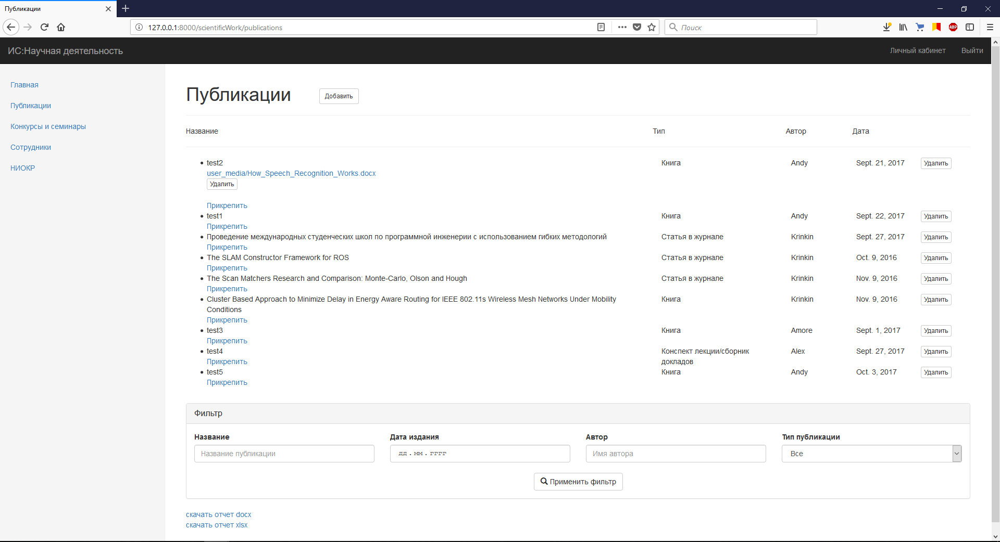 Публикации
127.0.0.1:8000/scientificWork/publications
Поиск
ABP
ИС:Научная деятельность
Личный кабинет
Выйти
Главная
Публикации
Конкурсы и семинары
Сотрудники
НИОКР
Публикации
Добавить
Название Тип Автор Дата
test2 Книга Andy Sept. 21, 2017 Удалить
user_media/How_Speech_Recognition_Works.docx
Удалить
Прикрепить
test1 Книга Andy Sept. 22, 2017 Удалить
Прикрепить
Проведение международных студенческих школ по программной инженерии с использованием гибких методологий Статья в журнале Krinkin Sept. 27, 2017 Удалить
Прикрепить
The SLAM Constructor Framework for ROS Статья в журнале Krinkin Oct. 9, 2016 Удалить
Прикрепить
The Scan Matchers Research and Comparison: Monte-Carlo, Olson and Hough Статья в журнале Krinkin Nov. 9, 2016 Удалить
Прикрепить
Cluster Based Approach to Minimize Delay in Energy Aware Routing for IEEE 802.11s Wireless Mesh Networks Under Mobility Книга Krinkin Nov. 9, 2016 Удалить
Conditions
Прикрепить
test3 Книга Amore Sept. 1, 2017 Удалить
Прикрепить
test4 Конспект лекции/сборник Alex Sept. 27, 2017 Удалить
Прикрепить докладов
test5 Книга Andy Oct. 3, 2017 Удалить
Прикрепить
Фильтр
Название Дата издания Автор Тип публикации
Название публикации дд.мм.гггг Имя автора Все
Применить фильтр
скачать отчет docx
скачать отчет xlsx